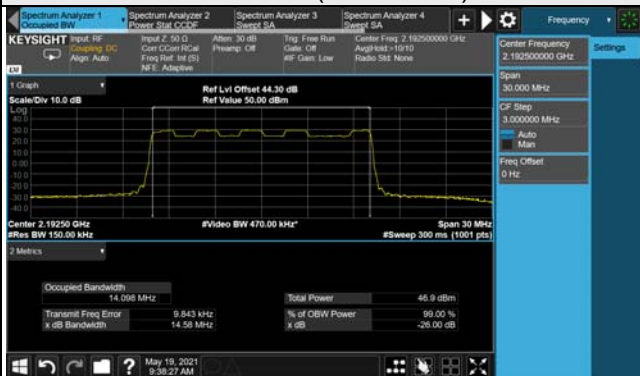 Spectrum Analyzer 1
Occupied BW
Spectrum Analyzer 2
Power Stat CCDF
Spectrum Analyzer 3
Swept SA
Spectrum Analyzer 4
Swept SA
Frequency
KEYSIGHT
Input: RF
Coupling: DC
Align: Auto
Input Z: 50 Ω
Corr CCorr RCal
Freq Ref: Int (S)
NFE: Adaptive
Atten: 30 dB
Preamp: Off
Trig: Free Run
Gate: Off
#IF Gain: Low
Center Freq: 2.192500000 GHz
Avg|Hold:>10/10
Radio Std: None
Center Frequency
2.192500000 GHz
Settings
Span
30.000 MHz
CF Step
3.000000 MHz
Auto
Man
Freq Offset
0 Hz
1 Graph
Scale/Div 10.0 dB
Ref Lvl Offset 44.30 dB
Ref Value 50.00 dBm
Log
40.0
30.0
20.0
10.0
0.00
-10.0
-20.0
-30.0
-40.0
Center 2.19250 GHz
#Res BW 150.00 kHz
#Video BW 470.00 kHz*
Span 30 MHz
#Sweep 300 ms (1001 pts)
2 Metrics
Occupied Bandwidth
14.098 MHz
Total Power 46.9 dBm
Transmit Freq Error 9.843 kHz
% of OBW Power 99.00 %
x dB Bandwidth 14.58 MHz
x dB -26.00 dB
May 19, 2021
9:38:27 AM